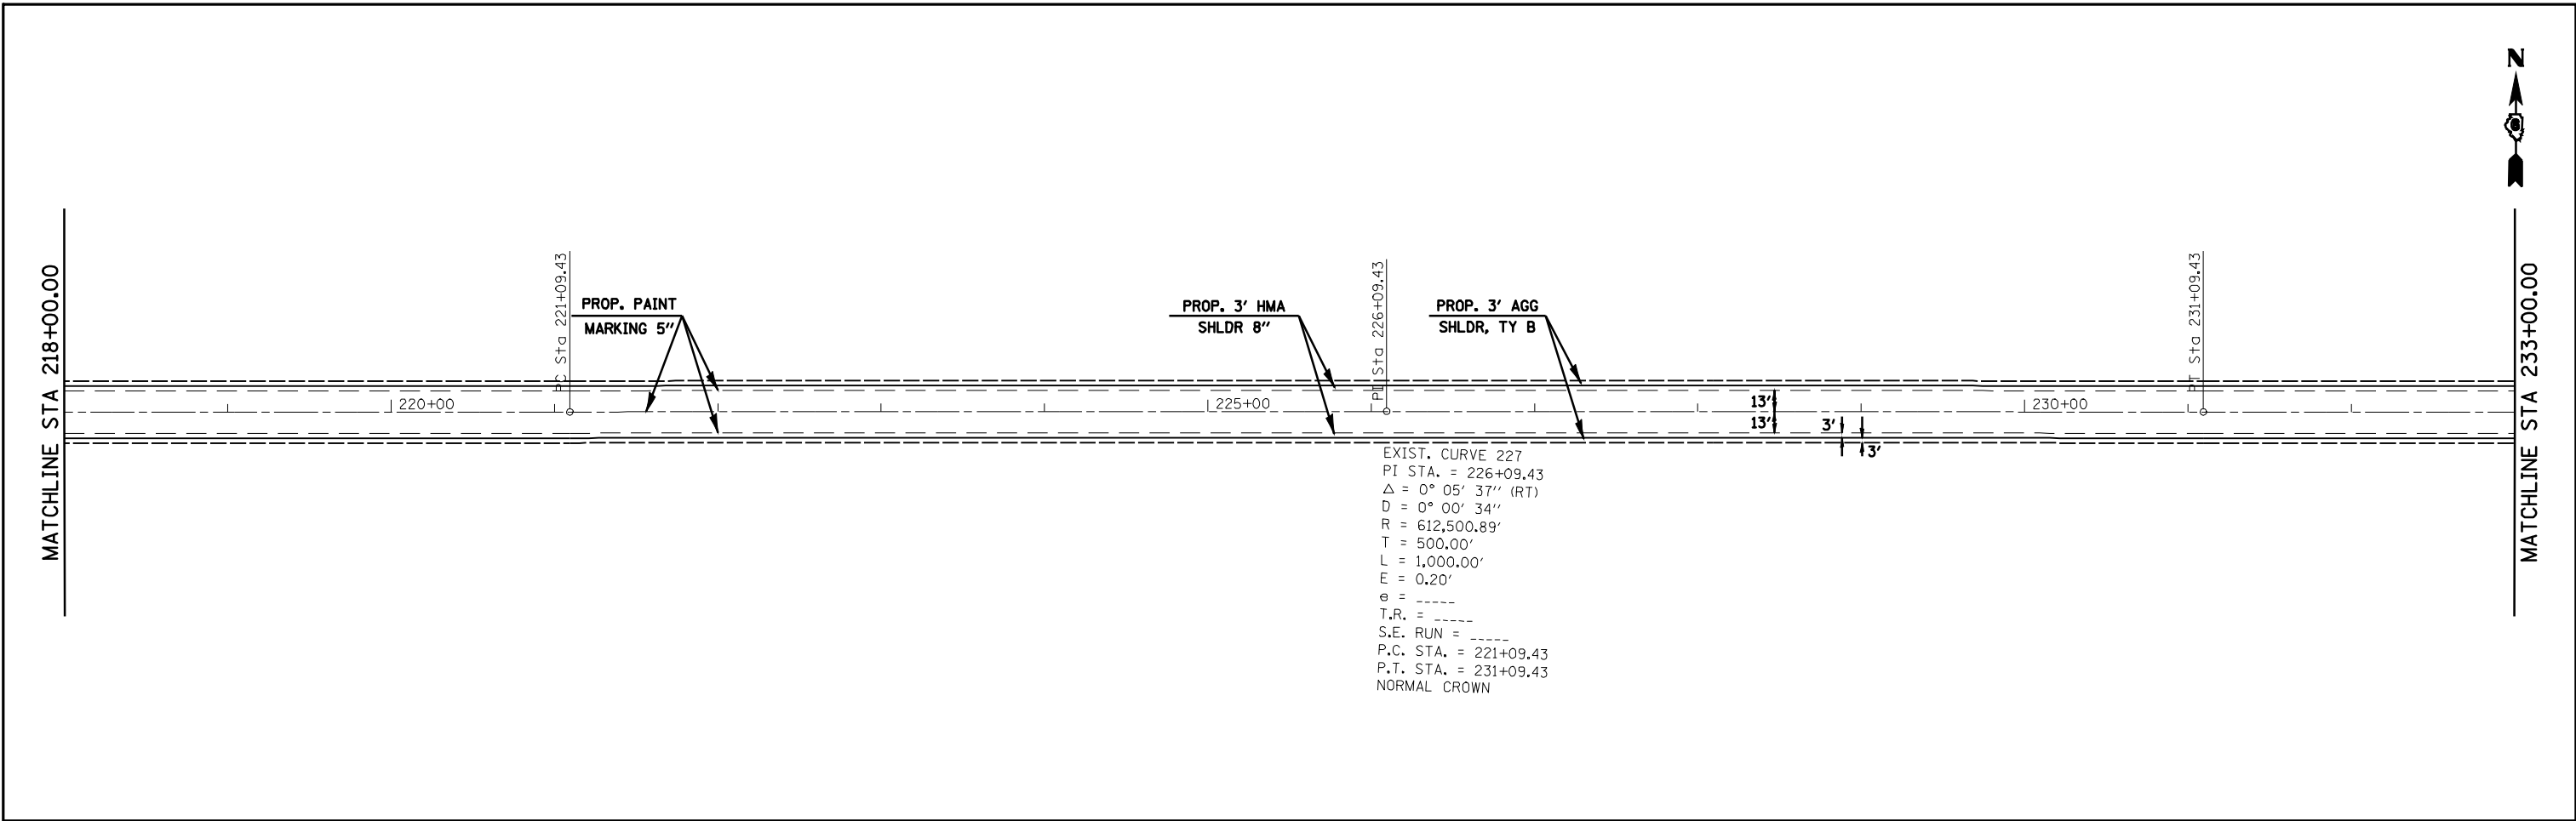 N
6
MATCHLINE STA 218+00.00
PC Sta 221+09.43
PROP. PAINT
MARKING 5"
PROP. 3' HMA
SHLDR 8"
PI Sta 226+09.43
PROP. 3' AGG
SHLDR, TY B
PT Sta 231+09.43
MATCHLINE STA 233+00.00
220+00
225+00
230+00
13'
13'
3'
3'
EXIST. CURVE 227
PI STA. = 226+09.43
Δ = 0° 05' 37" (RT)
D = 0° 00' 34"
R = 612,500.89'
T = 500.00'
L = 1,000.00'
E = 0.20'
e = _____
T.R. = _____
S.E. RUN = _____
P.C. STA. = 221+09.43
P.T. STA. = 231+09.43
NORMAL CROWN